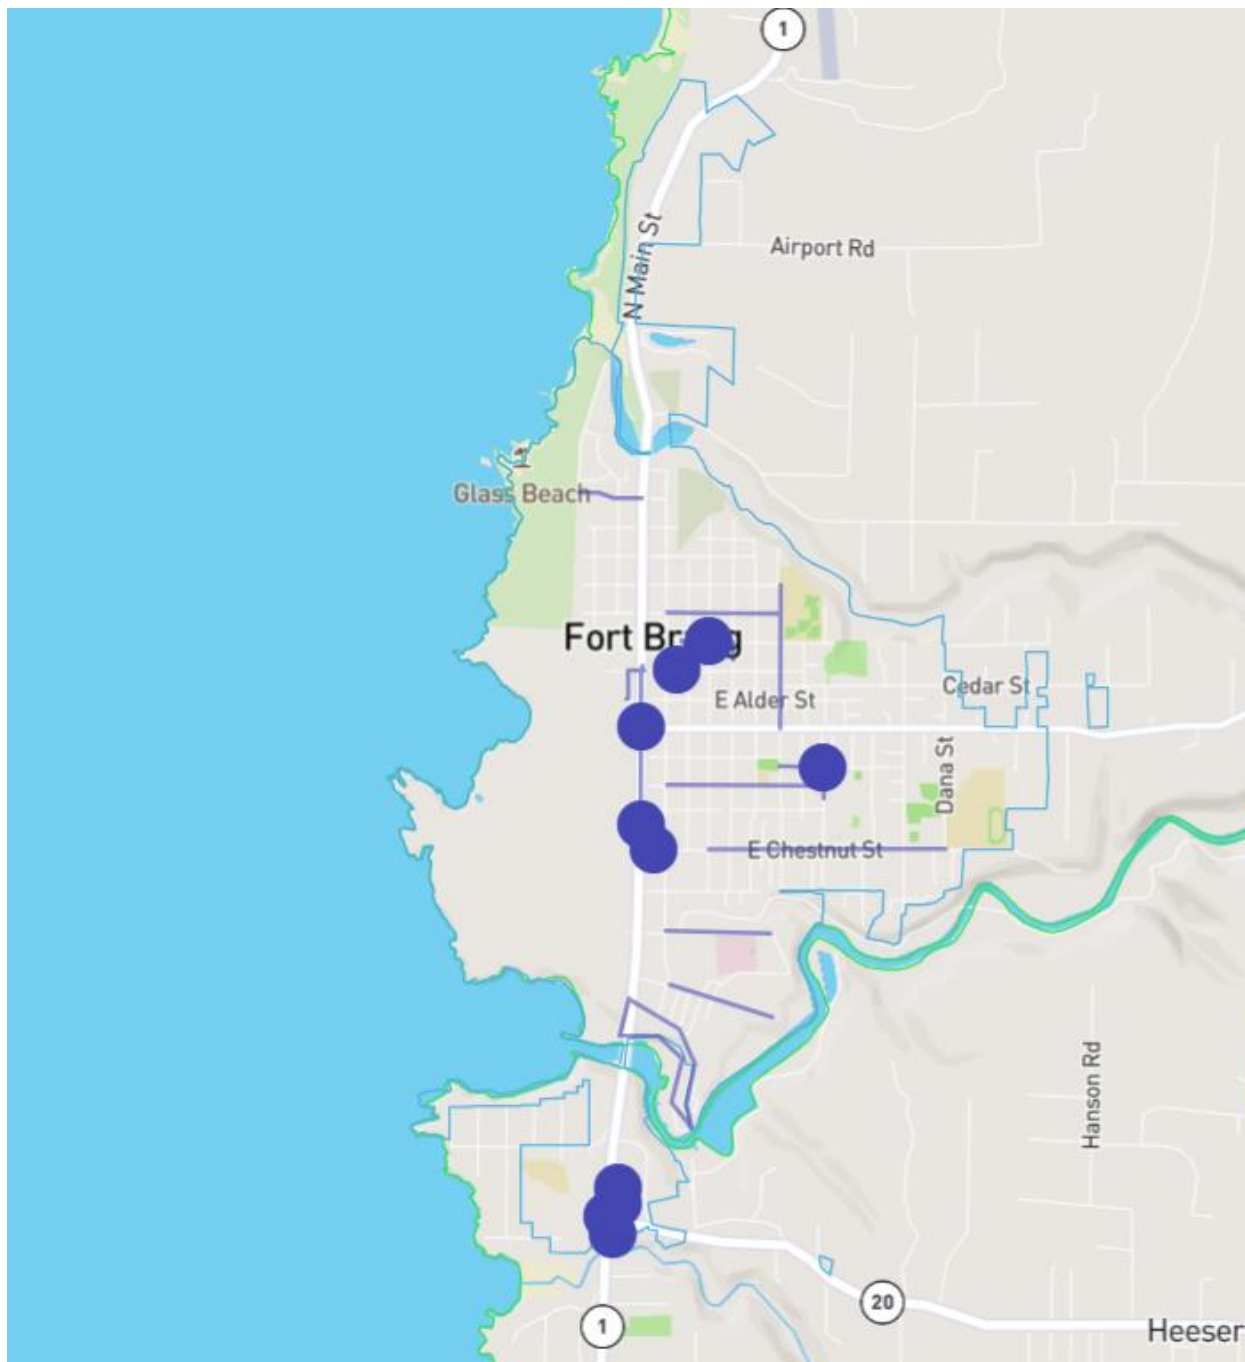 1
Airport Rd
N Main St
Glass Beach
Fort Bragg
E Alder St
Cedar St
Dana St
E Chestnut St
Hanson Rd
20
1
Heeser